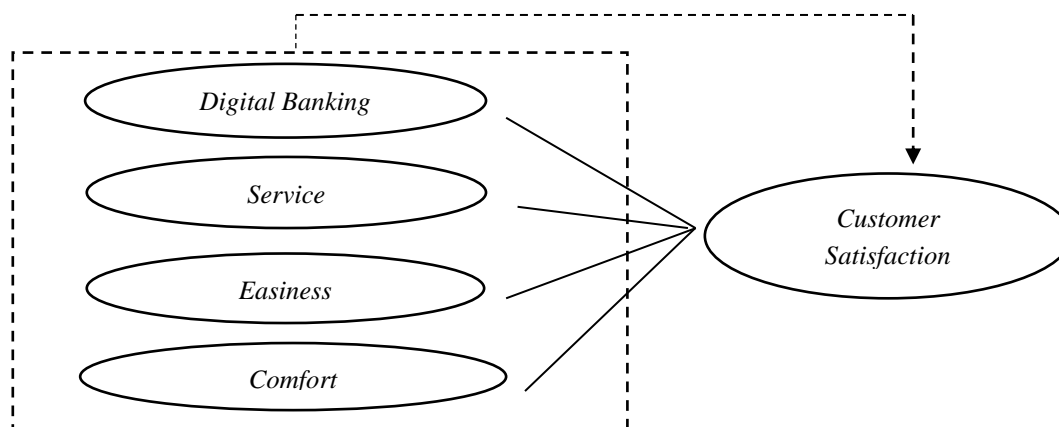 Digital Banking
Service
Easiness
Comfort
Customer
Satisfaction